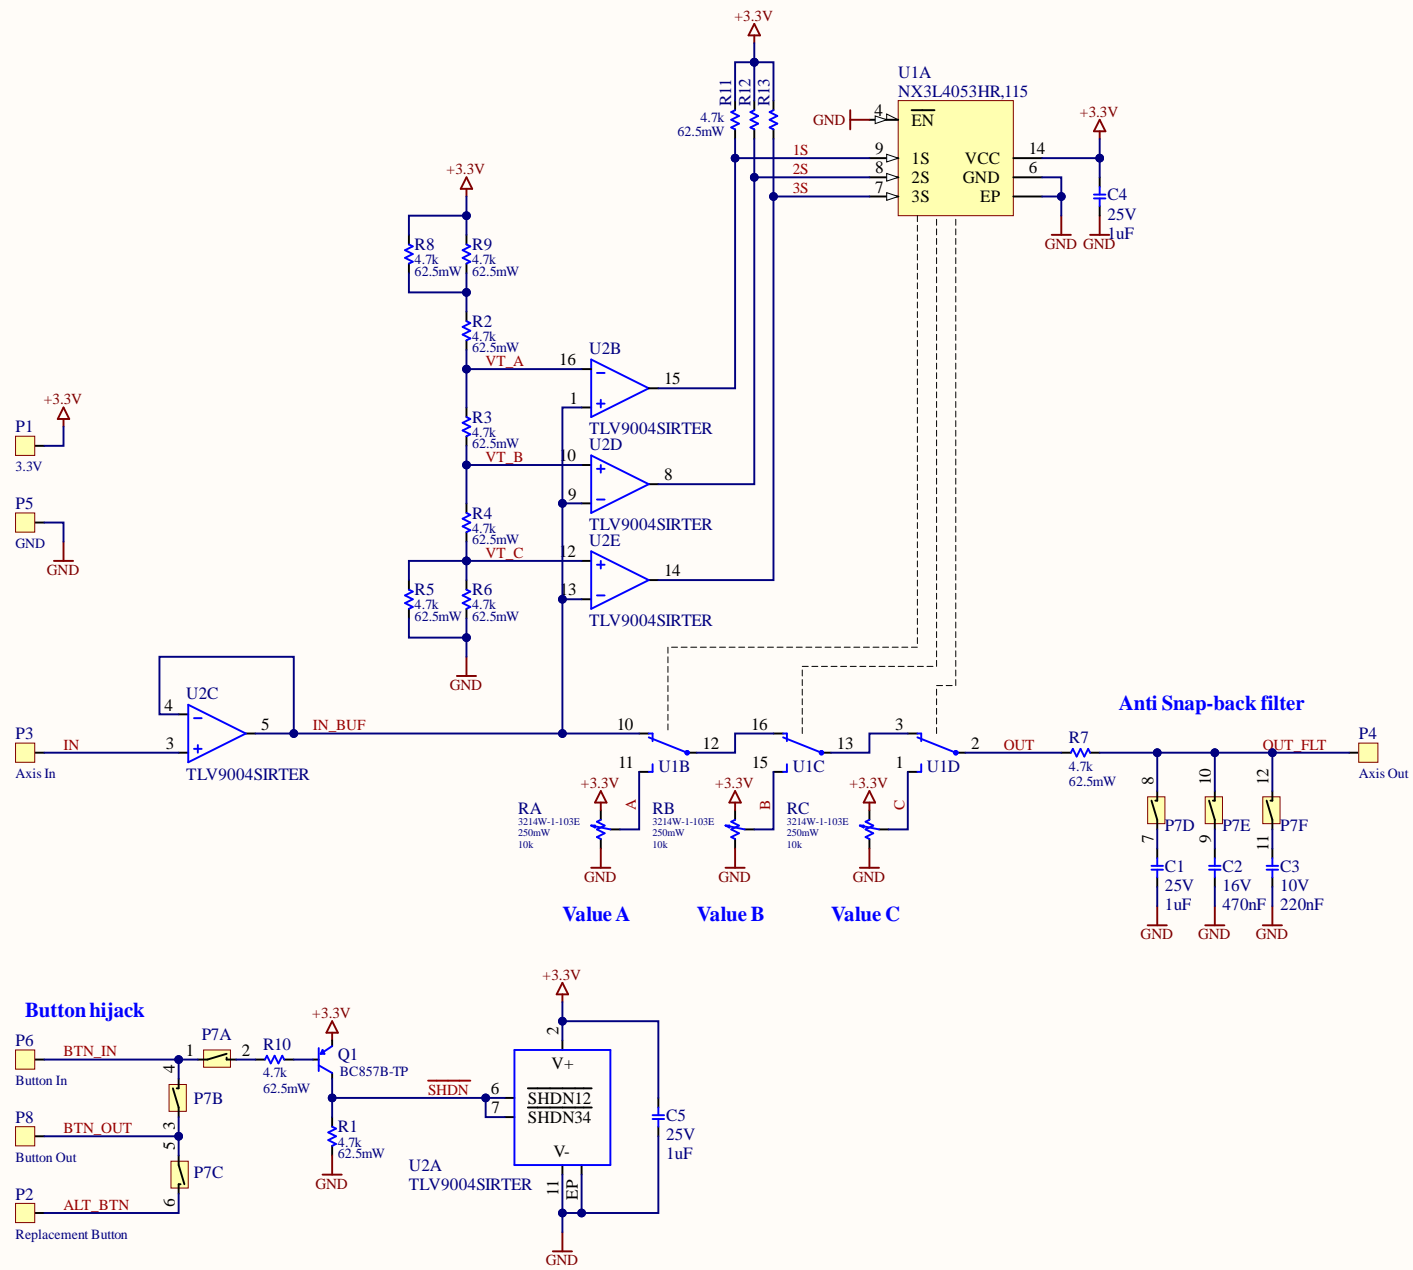 +3.3V
R11
R12
R13
4.7k
62.5mW
U1A
NX3L4053HR,115
GND
4
EN
1S
9
1S
2S
8
2S
3S
7
3S
VCC
14
GND
6
EP
+3.3V
C4
25V
1uF
GND
GND
+3.3V
R8
4.7k
62.5mW
R9
4.7k
62.5mW
R2
4.7k
62.5mW
VT_A
16
U2B
15
1
TLV9004SIRTER
R3
4.7k
62.5mW
VT_B
10
U2D
8
9
TLV9004SIRTER
R4
4.7k
62.5mW
VT_C
12
U2E
14
13
TLV9004SIRTER
R5
4.7k
62.5mW
R6
4.7k
62.5mW
GND
+3.3V
P1
3.3V
P5
GND
GND
U2C
4
5
3
TLV9004SIRTER
P3
IN
Axis In
IN_BUF
10
12
11
U1B
16
13
15
U1C
3
2
1
U1D
OUT
R7
4.7k
62.5mW
Anti Snap-back filter
OUT_FLT
P4
Axis Out
+3.3V
A
RA
3214W-1-103E
250mW
10k
GND
Value A
+3.3V
B
RB
3214W-1-103E
250mW
10k
GND
Value B
+3.3V
C
RC
3214W-1-103E
250mW
10k
GND
Value C
8
P7D
7
C1
25V
1uF
GND
10
P7E
9
C2
16V
470nF
GND
12
P7F
11
C3
10V
220nF
GND
Button hijack
P6
BTN_IN
Button In
1
P7A
2
4
P7B
3
P8
BTN_OUT
Button Out
5
P7C
6
P2
ALT_BTN
Replacement Button
R10
4.7k
62.5mW
+3.3V
Q1
BC857B-TP
R1
4.7k
62.5mW
GND
SHDN
6
7
+3.3V
2
V+
SHDN12
SHDN34
V-
11
EP
U2A
TLV9004SIRTER
C5
25V
1uF
GND